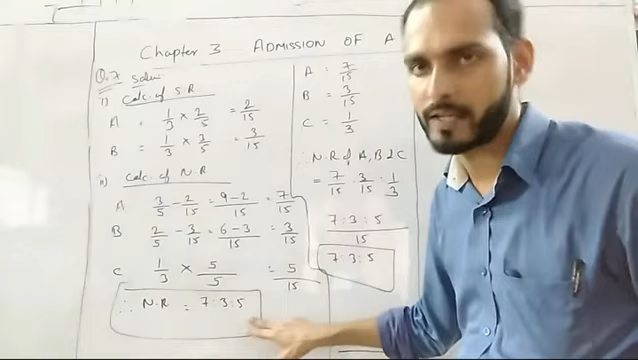 Chapter 3 ADMISSION OF A
Q.7 Solun
i) Calc. of S.R
A = 1/3 × 2/5 = 2/15
B = 1/3 × 3/5 = 3/15
ii) Calc. of N.R
A 3/5 - 2/15 = 9-2/15 = 7/15
B 2/5 - 3/15 = 6-3/15 = 3/15
C 1/3 × 5/5 = 5/15
∴ N.R = 7:3:5
A = 7/15
B = 3/15
C = 1/3
∴ N.R of A, B & C
= 7/15 : 3/15 : 1/3
7:3:5/15
7:3:5